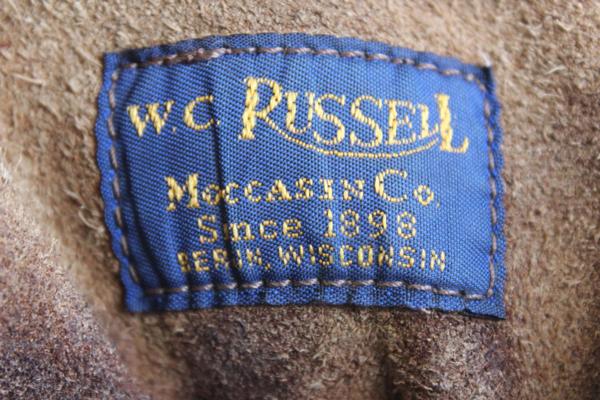 W.C RUSSELL
MOCCASIN CO.
Since 1898
BERLIN, WISCONSIN